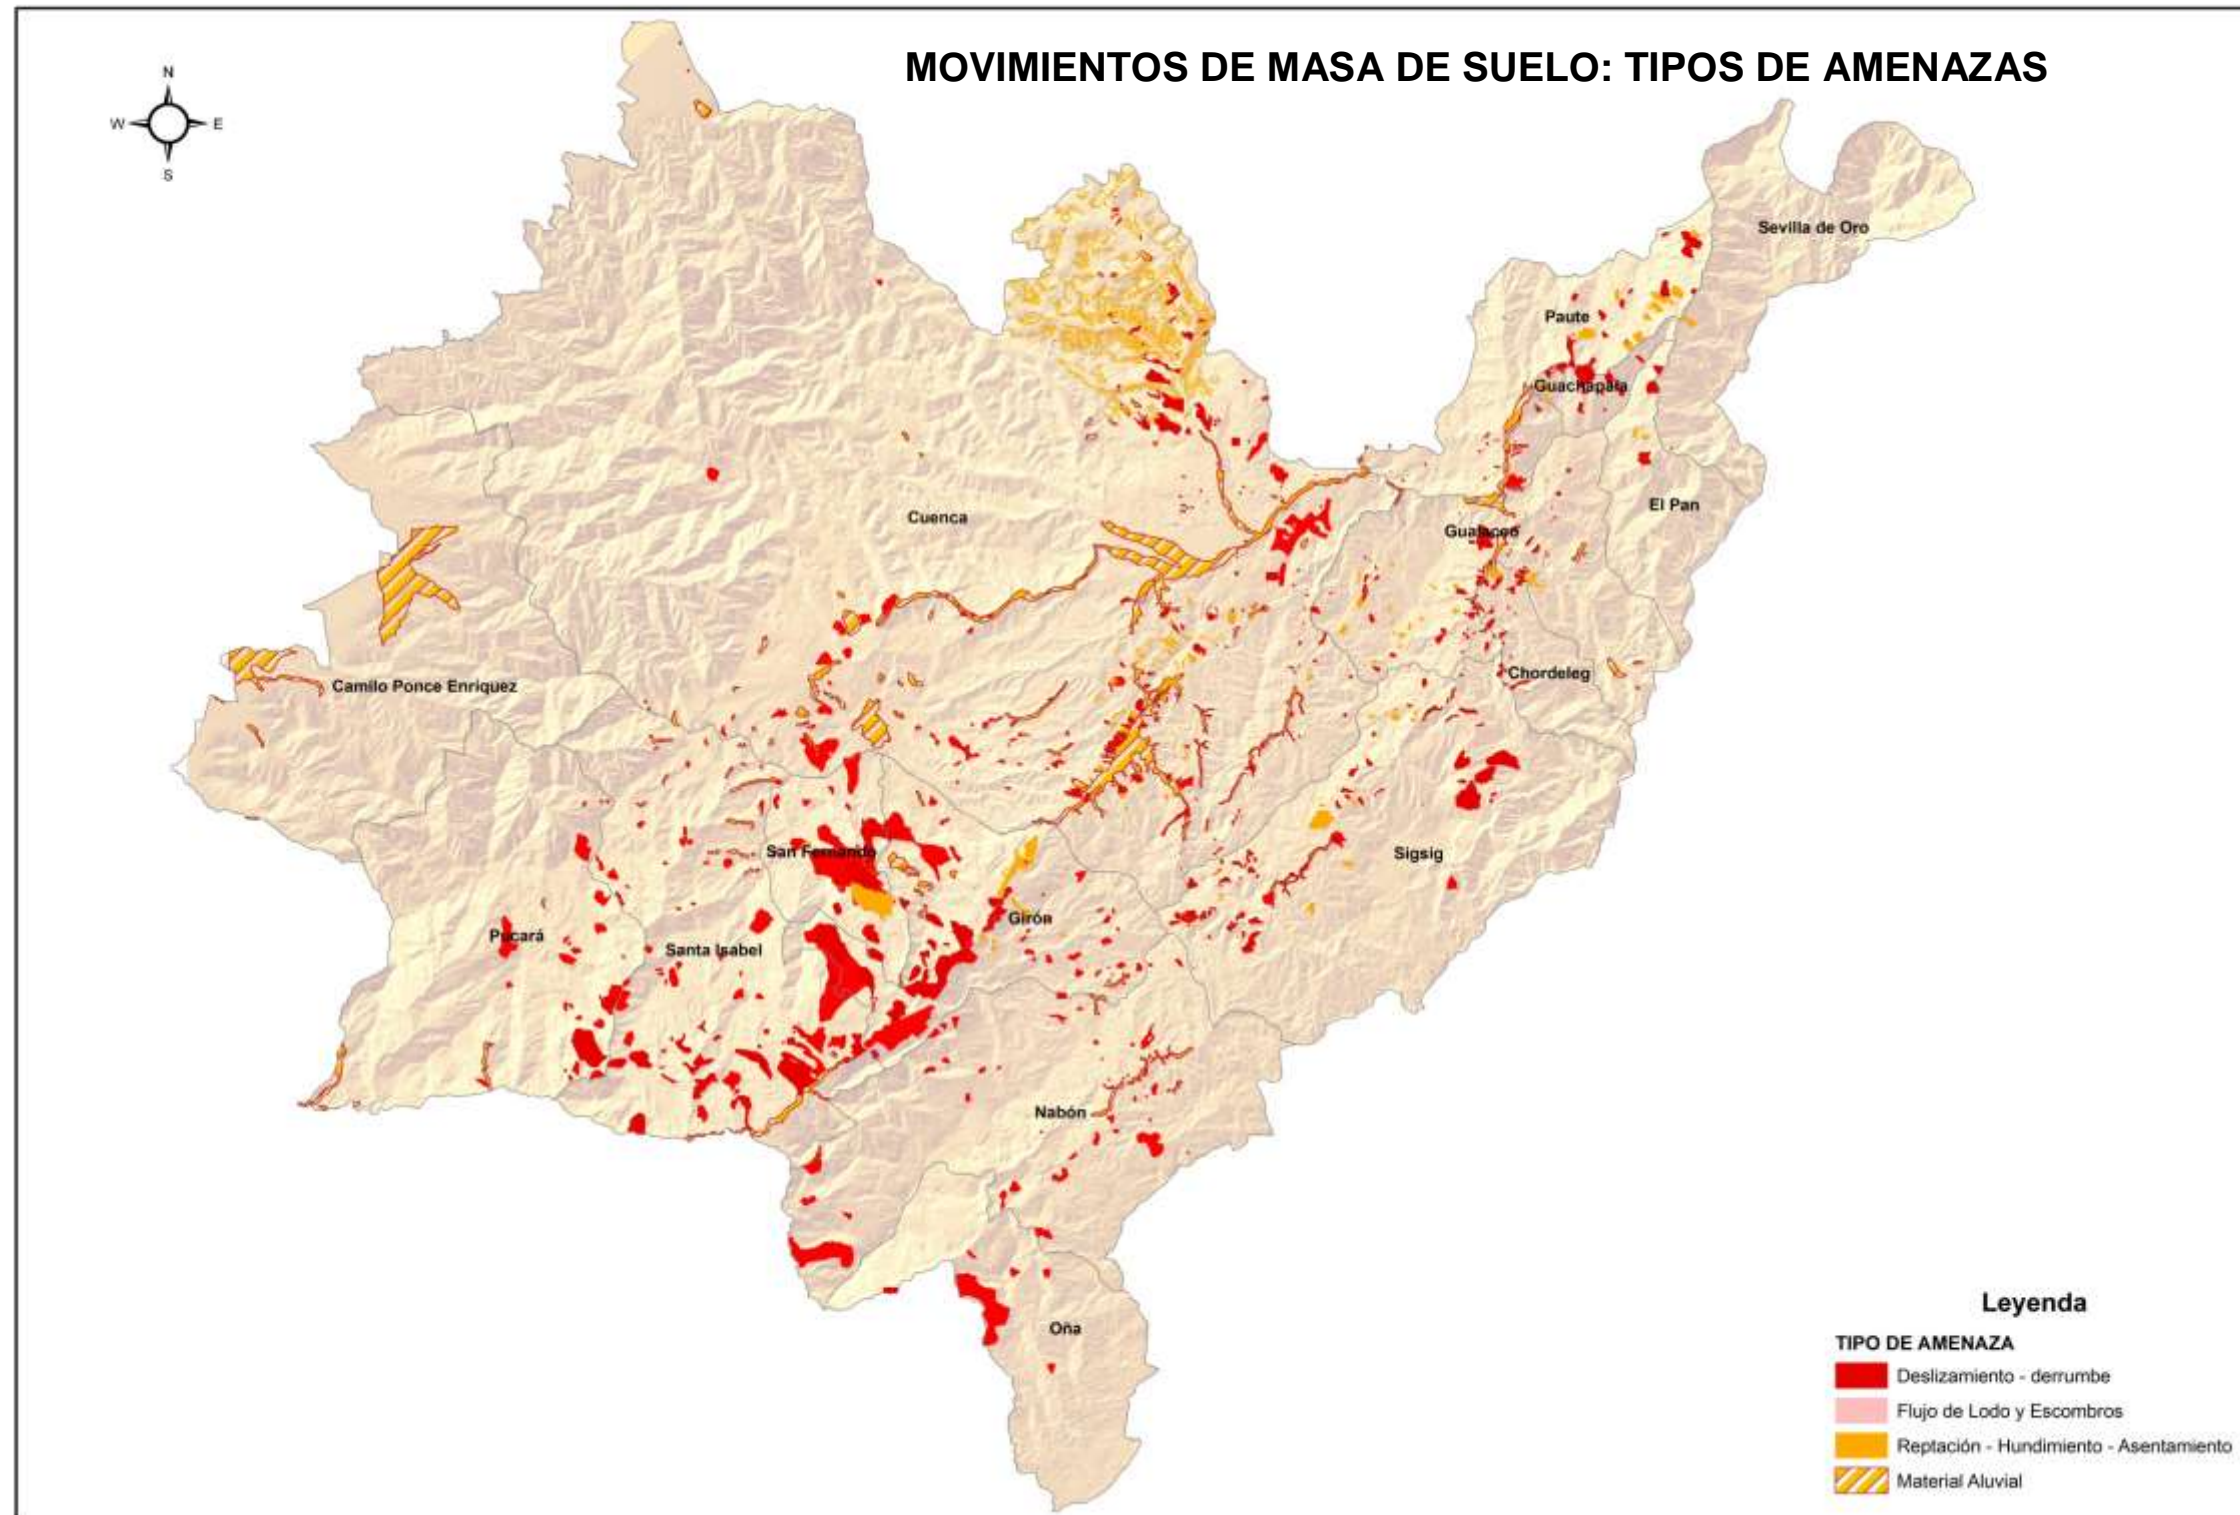 MOVIMIENTOS DE MASA DE SUELO: TIPOS DE AMENAZAS
N
W
E
S
Sevilla de Oro
Paute
Guachapala
El Pan
Cuenca
Gualaceo
Chordeleg
Camilo Ponce Enriquez
San Fernando
Sigsig
Girón
Pucará
Santa Isabel
Nabón
Oña
Leyenda
TIPO DE AMENAZA
Deslizamiento - derrumbe
Flujo de Lodo y Escombros
Reptación - Hundimiento - Asentamiento
Material Aluvial